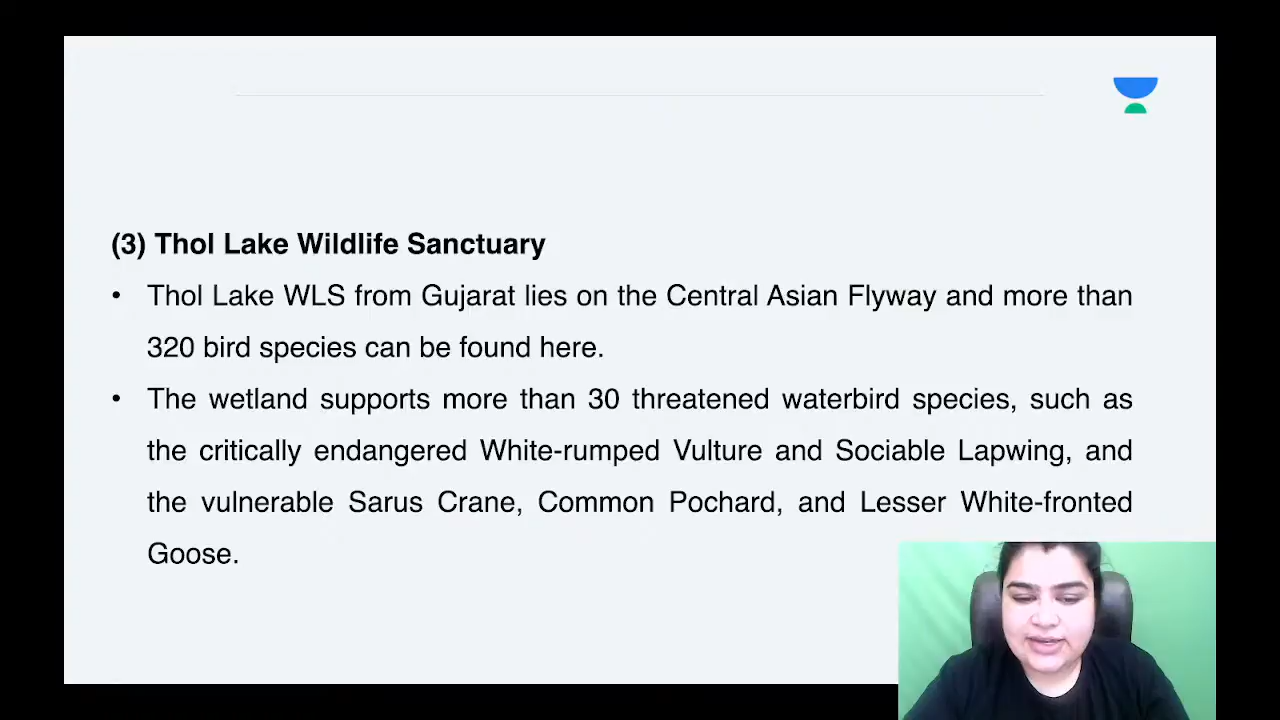 (3) Thol Lake Wildlife Sanctuary
• Thol Lake WLS from Gujarat lies on the Central Asian Flyway and more than
320 bird species can be found here.
• The wetland supports more than 30 threatened waterbird species, such as
the critically endangered White-rumped Vulture and Sociable Lapwing, and
the vulnerable Sarus Crane, Common Pochard, and Lesser White-fronted
Goose.